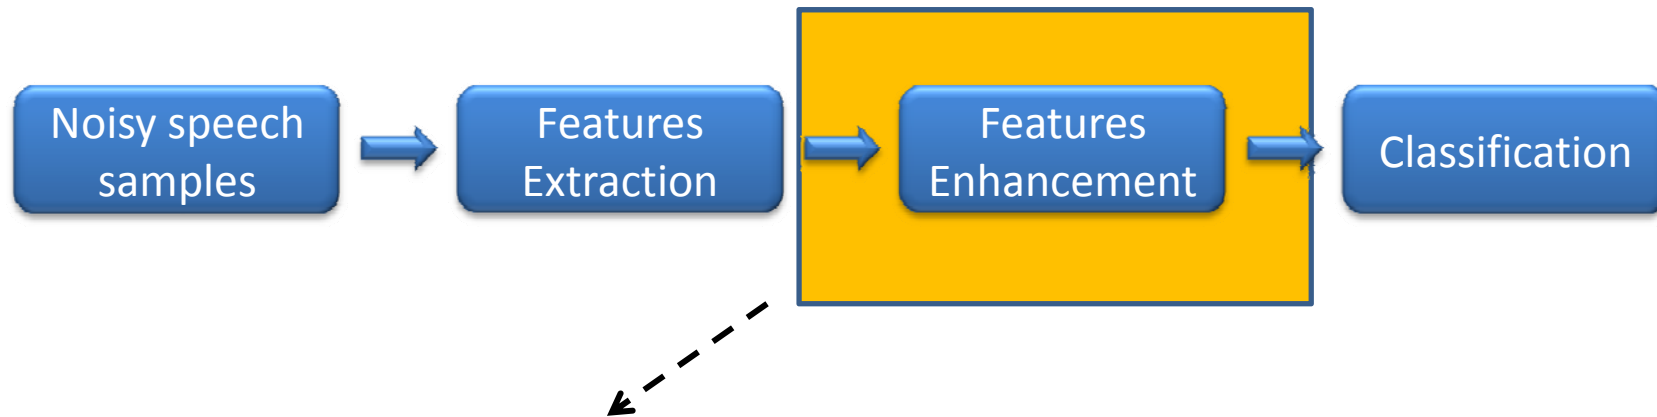 Noisy speech
samples
Features
Extraction
Features
Enhancement
Classification